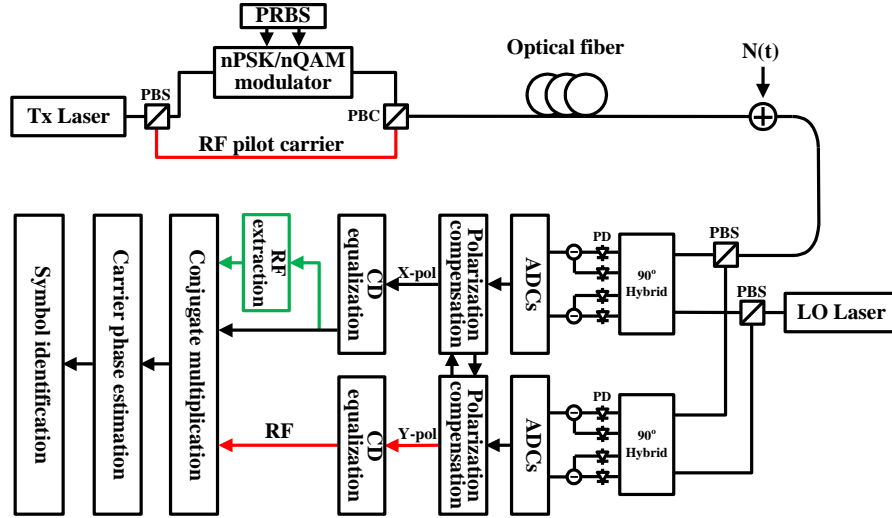 PRBS
nPSK/nQAM
modulator
Optical fiber
N(t)
PBS
Tx Laser
PBC
RF pilot carrier
Symbol identification
Carrier phase estimation
Conjugate multiplication
RF
extraction
CD
equalization
X-pol
Polarization
compensation
ADCs
PD
90o
Hybrid
PBS
PBS
LO Laser
RF
CD
equalization
Y-pol
Polarization
compensation
ADCs
PD
90o
Hybrid